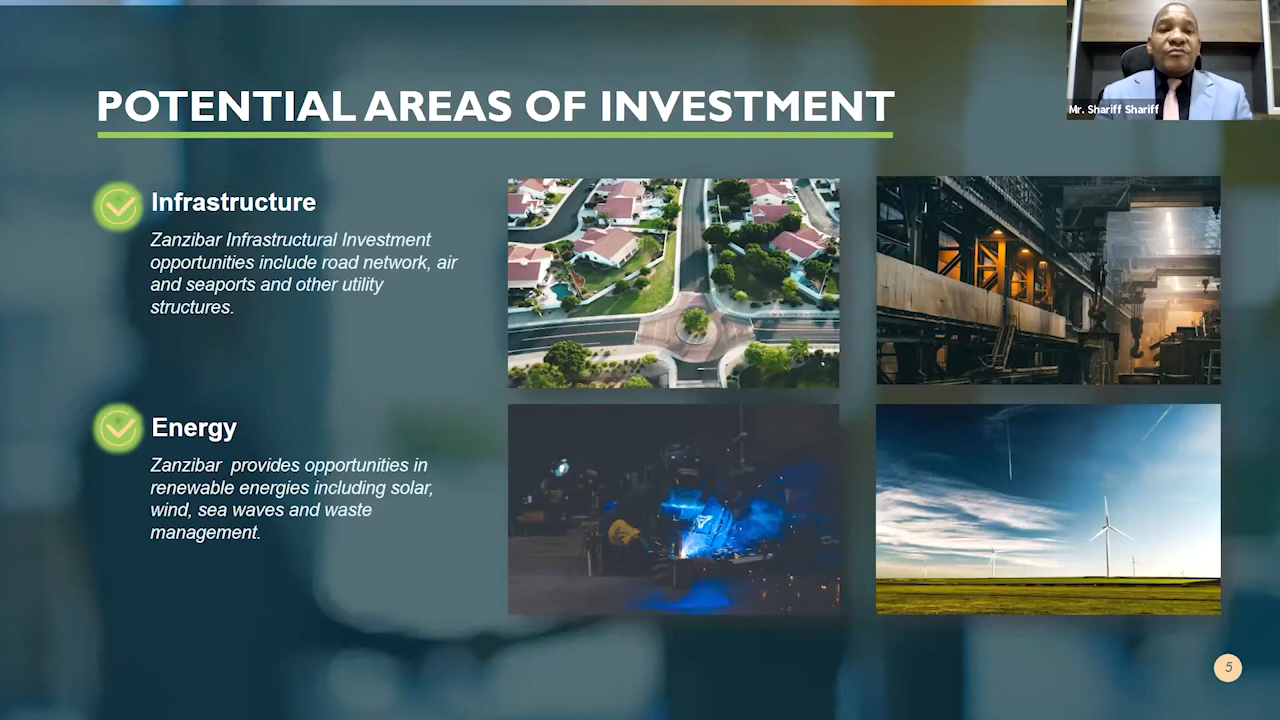 POTENTIAL AREAS OF INVESTMENT
Mr. Shariff Shariff
Infrastructure
Zanzibar Infrastructural Investment
opportunities include road network, air
and seaports and other utility
structures.
Energy
Zanzibar  provides opportunities in
renewable energies including solar,
wind, sea waves and waste
management.
5